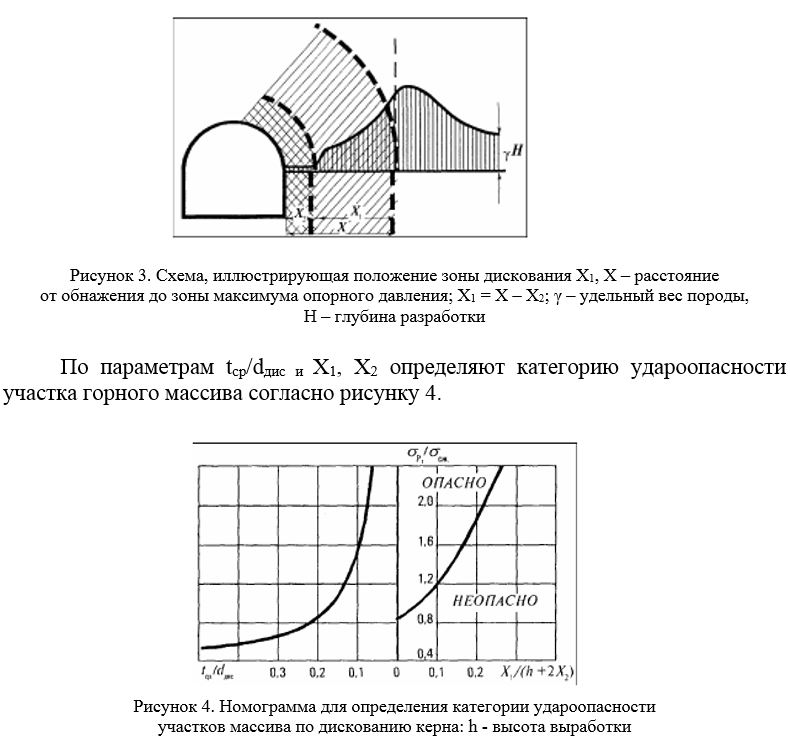 γH
X₂ X₁
X
Рисунок 3. Схема, иллюстрирующая положение зоны дискования X₁, X – расстояние
от обнажения до зоны максимума опорного давления; X₁ = X – X₂; γ – удельный вес породы,
H – глубина разработки
По параметрам tср/dдис и X₁, X₂ определяют категорию удароопасности
участка горного массива согласно рисунку 4.
ОПАСНО
2,0
1,6
1,2
НЕОПАСНО
0,8
0,4
tср/dдис 0,3 0,2 0,1 0 0,1 0,2 X₁/(h+2X₂)
Рисунок 4. Номограмма для определения категории удароопасности
участков массива по дискованию керна: h - высота выработки